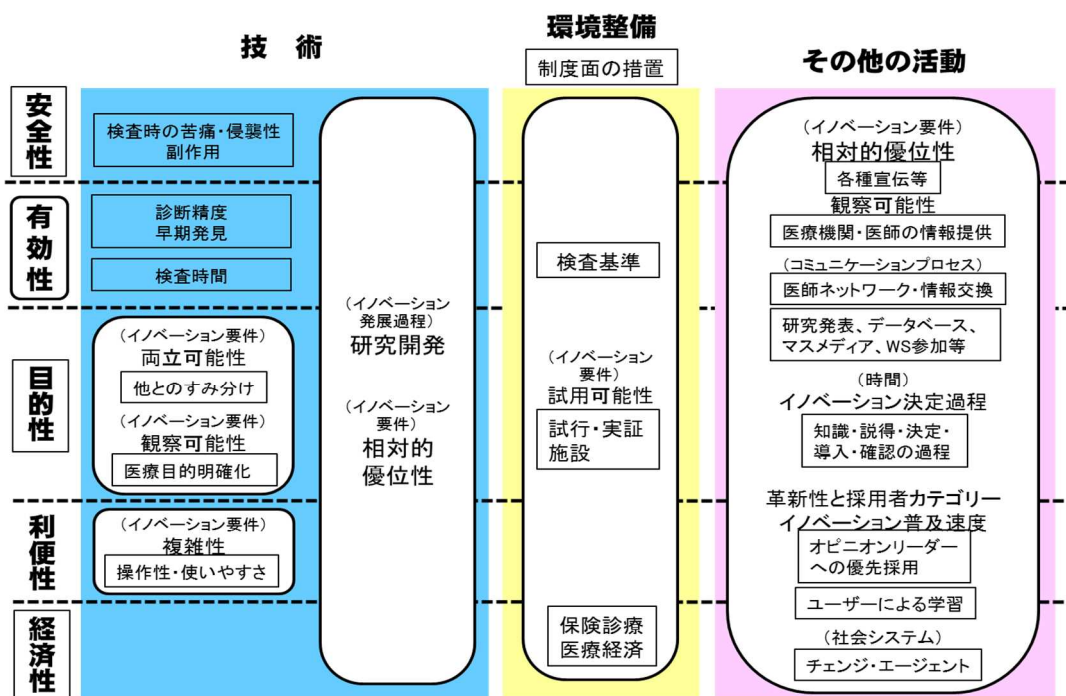 技　術
環境整備
制度面の措置
その他の活動
安全性
検査時の苦痛・侵襲性
副作用
有効性
診断精度
早期発見
検査時間
目的性
(イノベーション要件)
両立可能性
他とのすみ分け
(イノベーション要件)
観察可能性
医療目的明確化
利便性
(イノベーション要件)
複雑性
操作性・使いやすさ
経済性
(イノベーション
発展過程)
研究開発
(イノベーション
要件)
相対的
優位性
検査基準
(イノベーション
要件)
試用可能性
試行・実証
施設
保険診療
医療経済
(イノベーション要件)
相対的優位性
各種宣伝等
観察可能性
医療機関・医師の情報提供
(コミュニケーションプロセス)
医師ネットワーク・情報交換
研究発表、データベース、
マスメディア、WS参加等
(時間)
イノベーション決定過程
知識・説得・決定・
導入・確認の過程
革新性と採用者カテゴリー
イノベーション普及速度
オピニオンリーダー
への優先採用
ユーザーによる学習
(社会システム)
チェンジ・エージェント